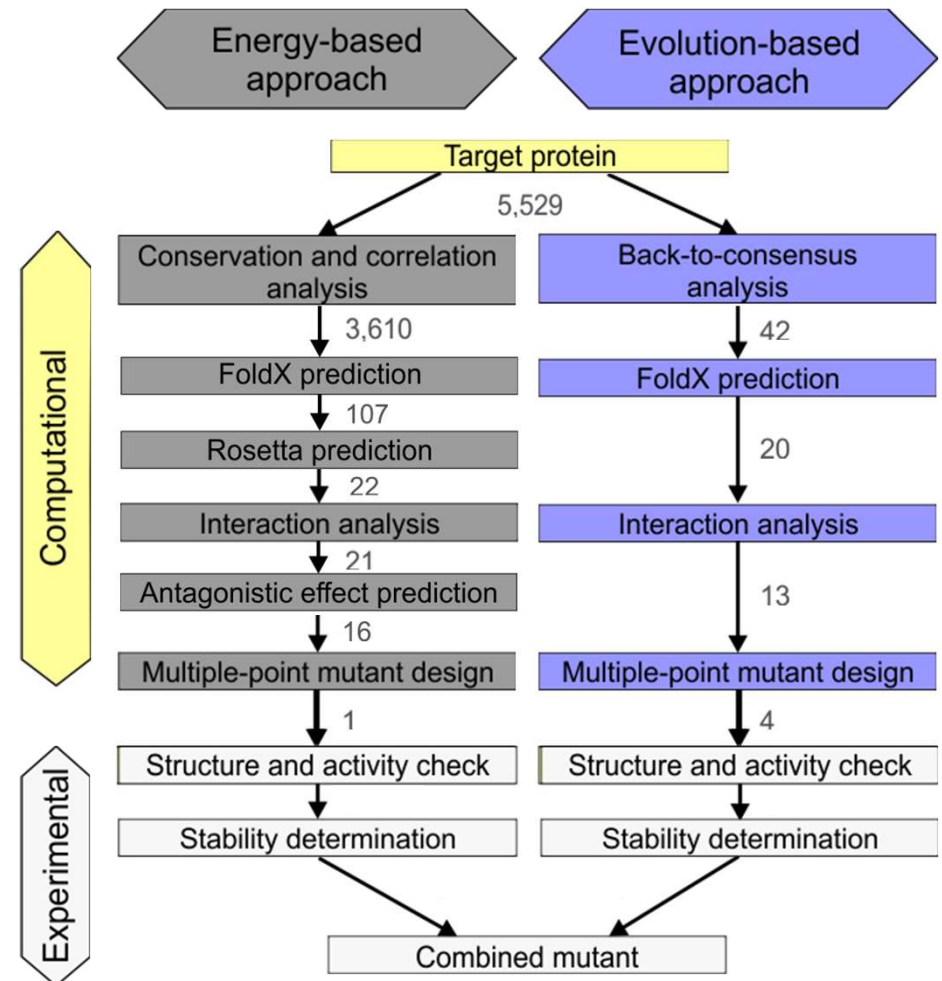 Energy-based
approach
Evolution-based
approach
Target protein
5,529
Computational
Conservation and correlation
analysis
Back-to-consensus
analysis
3,610
42
FoldX prediction
FoldX prediction
107
20
Rosetta prediction
22
Interaction analysis
Interaction analysis
21
13
Antagonistic effect prediction
16
Multiple-point mutant design
Multiple-point mutant design
1
4
Experimental
Structure and activity check
Structure and activity check
Stability determination
Stability determination
Combined mutant